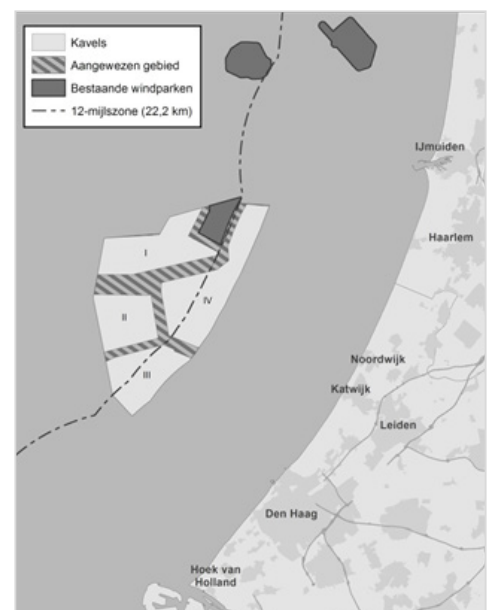 Kavels
Aangewezen gebied
Bestaande windparken
12-mijlszone (22,2 km)
IJmuiden
Haarlem
I
IV
II
III
Noordwijk
Katwijk
Leiden
Den Haag
Hoek van
Holland